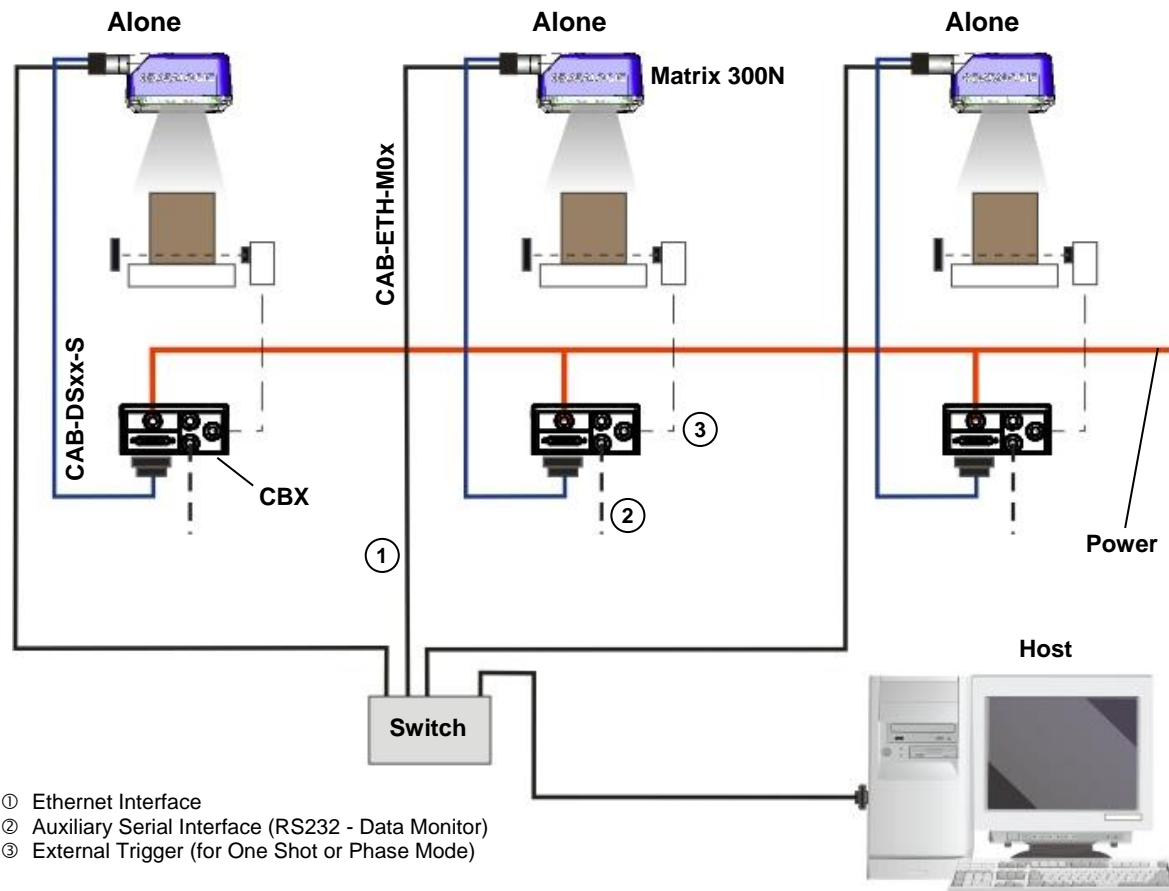 Alone
Alone
Alone
Matrix 300N
CAB-ETH-M0x
CAB-DSxx-S
③
CBX
②
①
Power
Host
Switch
① Ethernet Interface
② Auxiliary Serial Interface (RS232 - Data Monitor)
③ External Trigger (for One Shot or Phase Mode)